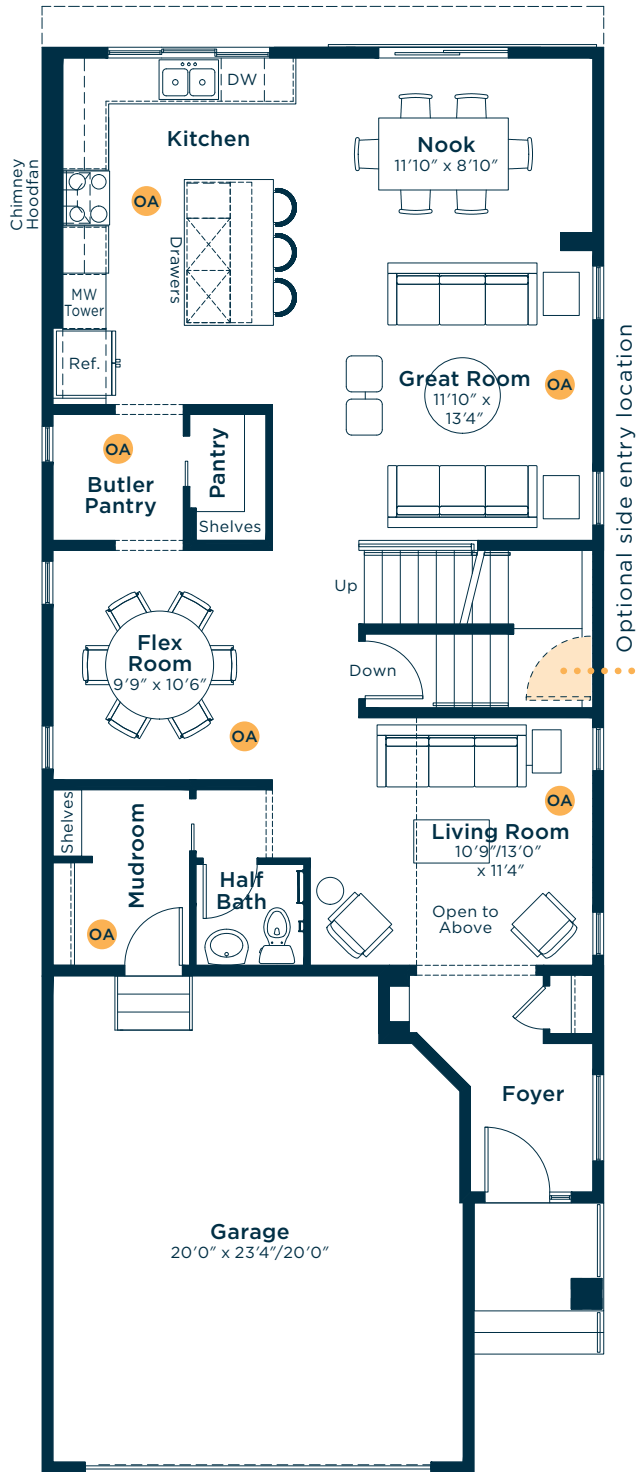 DW
Kitchen
Nook
11'10" x 8'10"
Chimney
Hoodfan
OA
Drawers
MW
Tower
Ref.
Great Room
11'10" x
13'4"
OA
Optional side entry location
OA
Butler
Pantry
Pantry
Shelves
Up
Down
Flex
Room
9'9" x 10'6"
OA
Shelves
Mudroom
OA
Half
Bath
OA
Living Room
10'9"/13'0"
x 11'4"
Open to
Above
Foyer
Garage
20'0" x 23'4"/20'0"